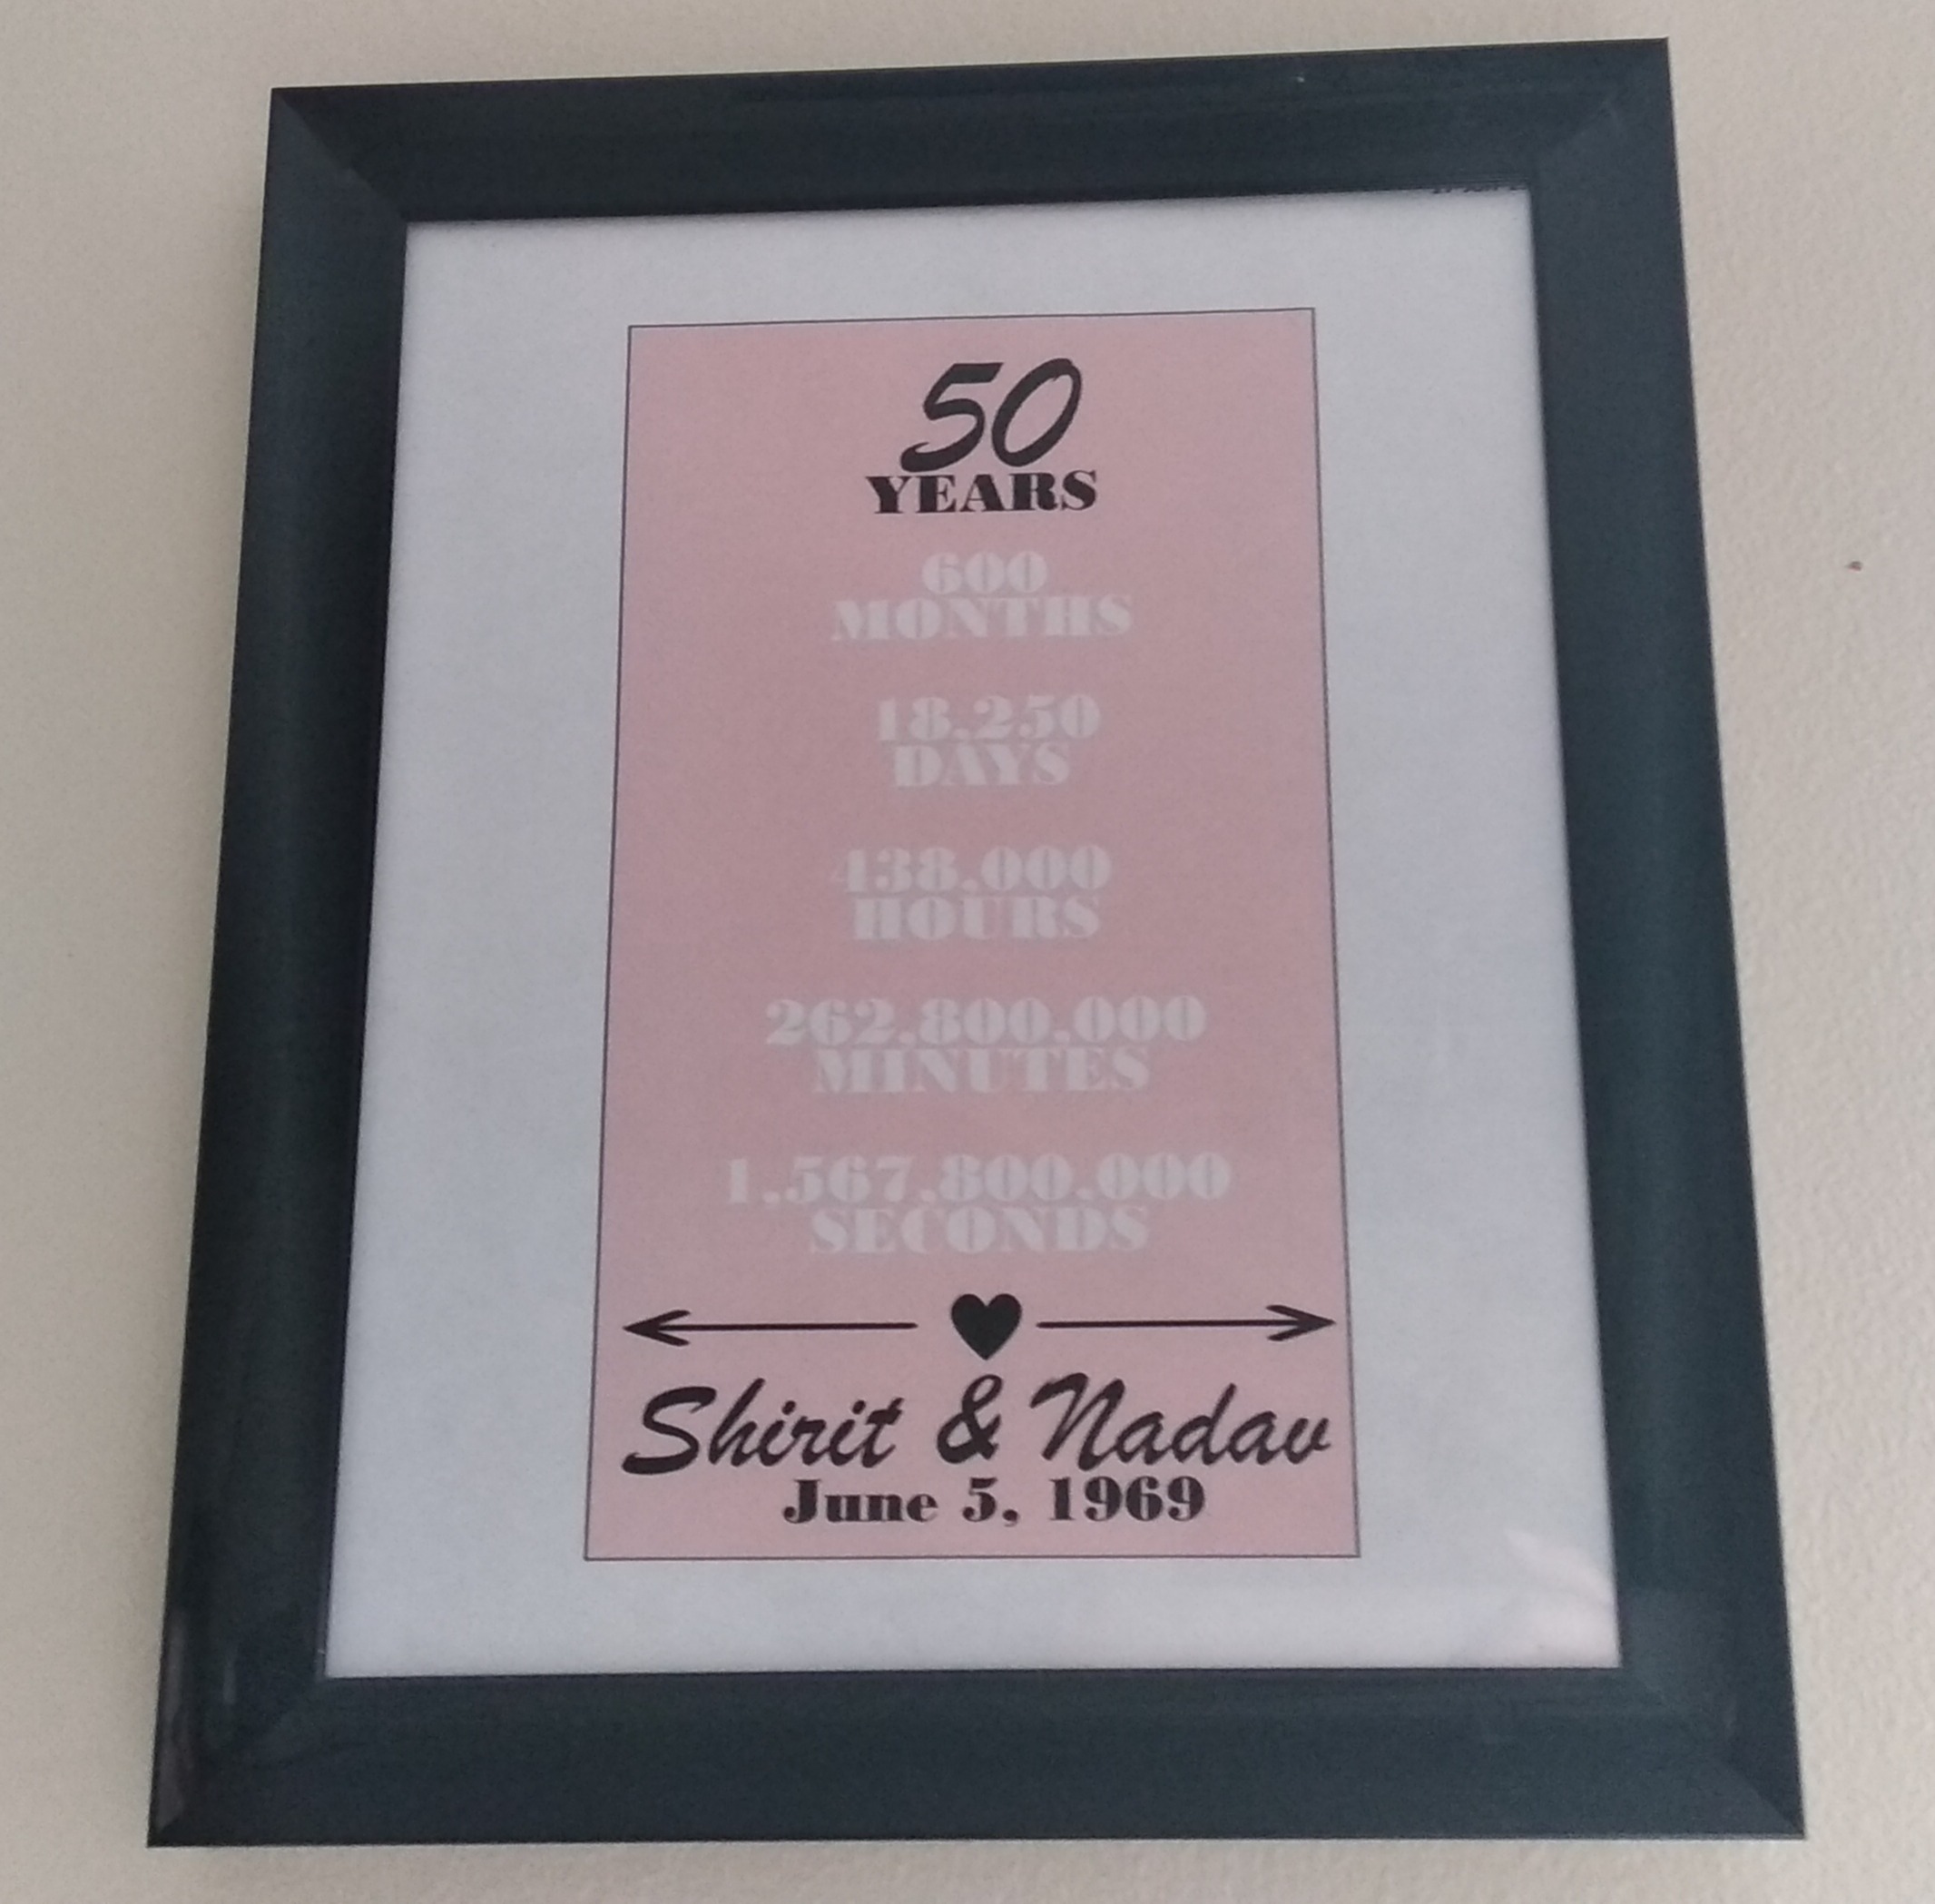 50
YEARS
600
MONTHS
18,250
DAYS
438,000
HOURS
262,800,000
MINUTES
1,567,800,000
SECONDS
Shirit & Nadav
June 5, 1969